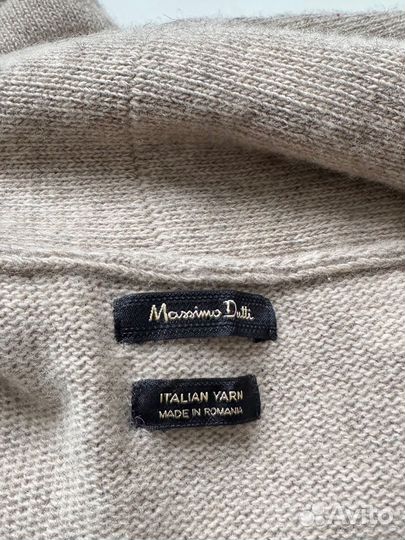 Massimo Dutti
ITALIAN YARN
MADE IN ROMANIA
Avito